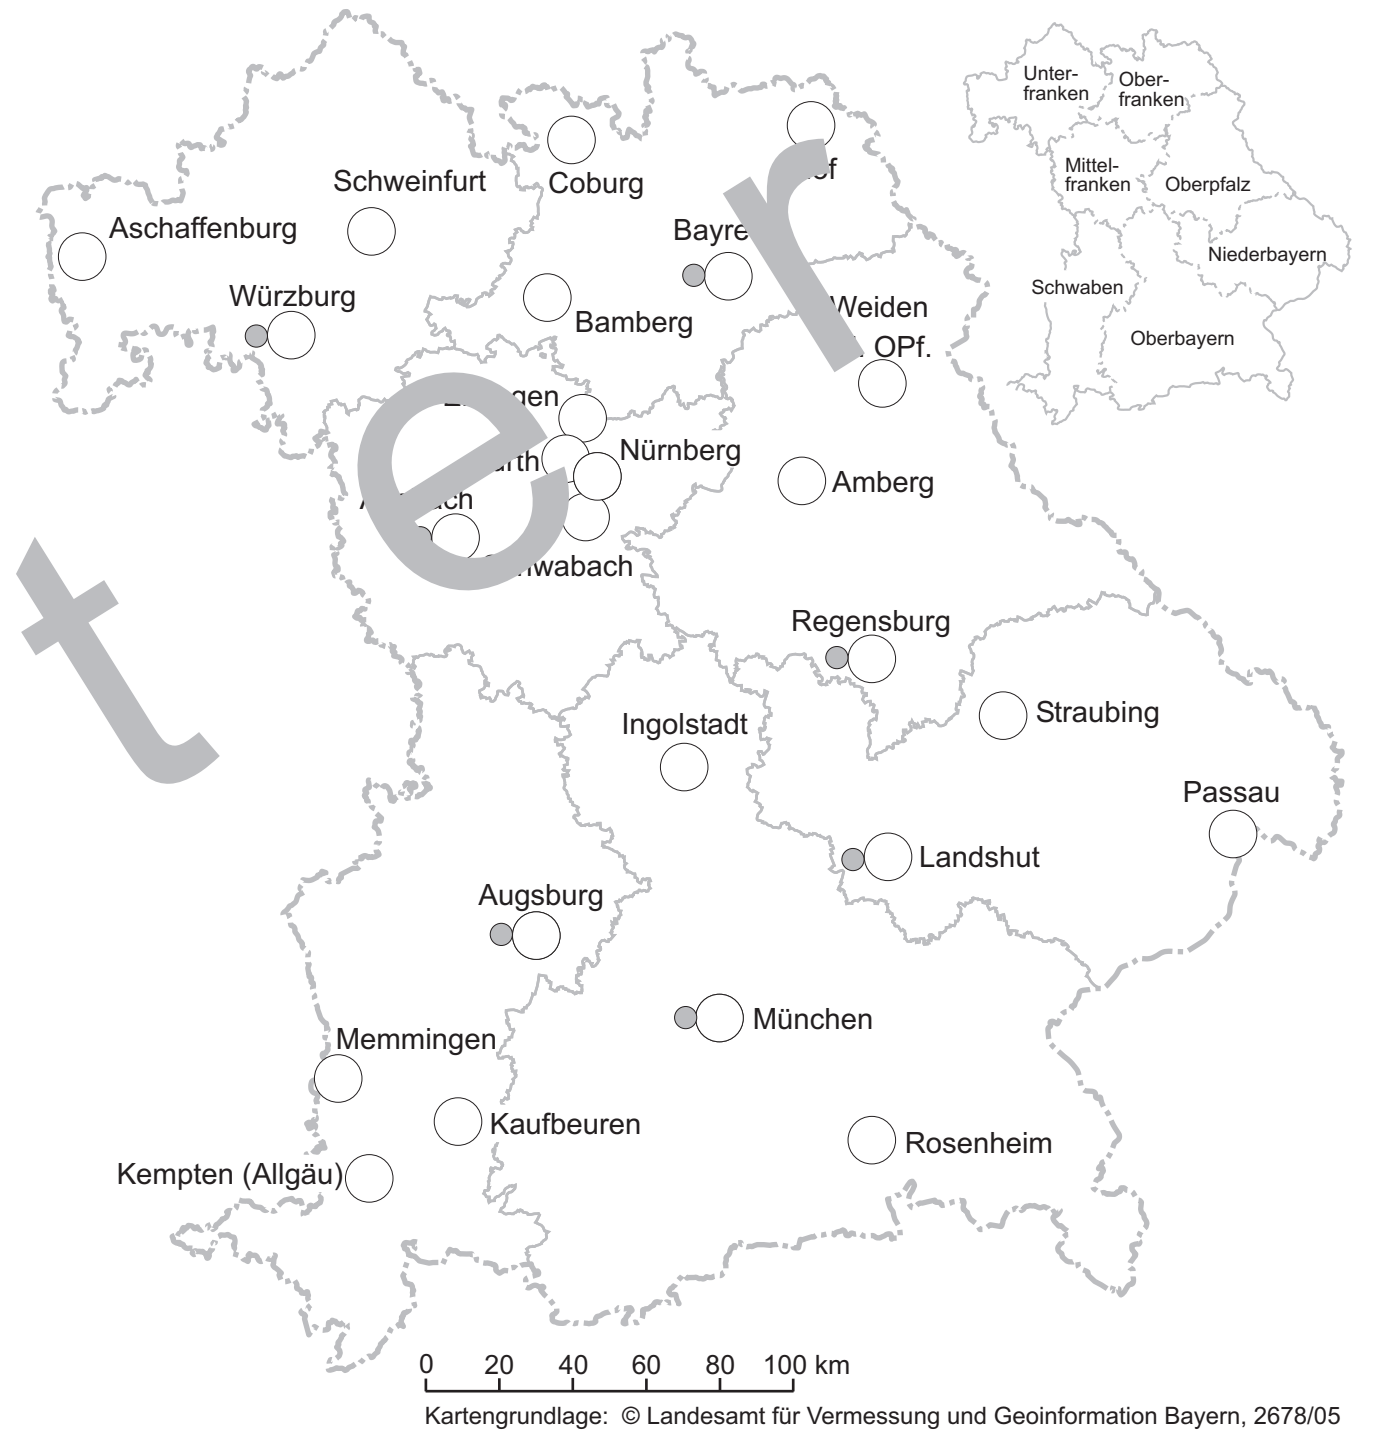 Unter-
franken
Ober-
franken
Mittel-
franken
Oberpfalz
Niederbayern
Schwaben
Oberbayern
Schweinfurt
Coburg
Aschaffenburg
Würzburg
Bamberg
Weiden
OPf.
Nürnberg
Amberg
Regensburg
Straubing
Ingolstadt
Passau
Landshut
Augsburg
München
Memmingen
Kaufbeuren
Rosenheim
Kempten (Allgäu)
t
e
r
0 20 40 60 80 100 km
Kartengrundlage: © Landesamt für Vermessung und Geoinformation Bayern, 2678/05